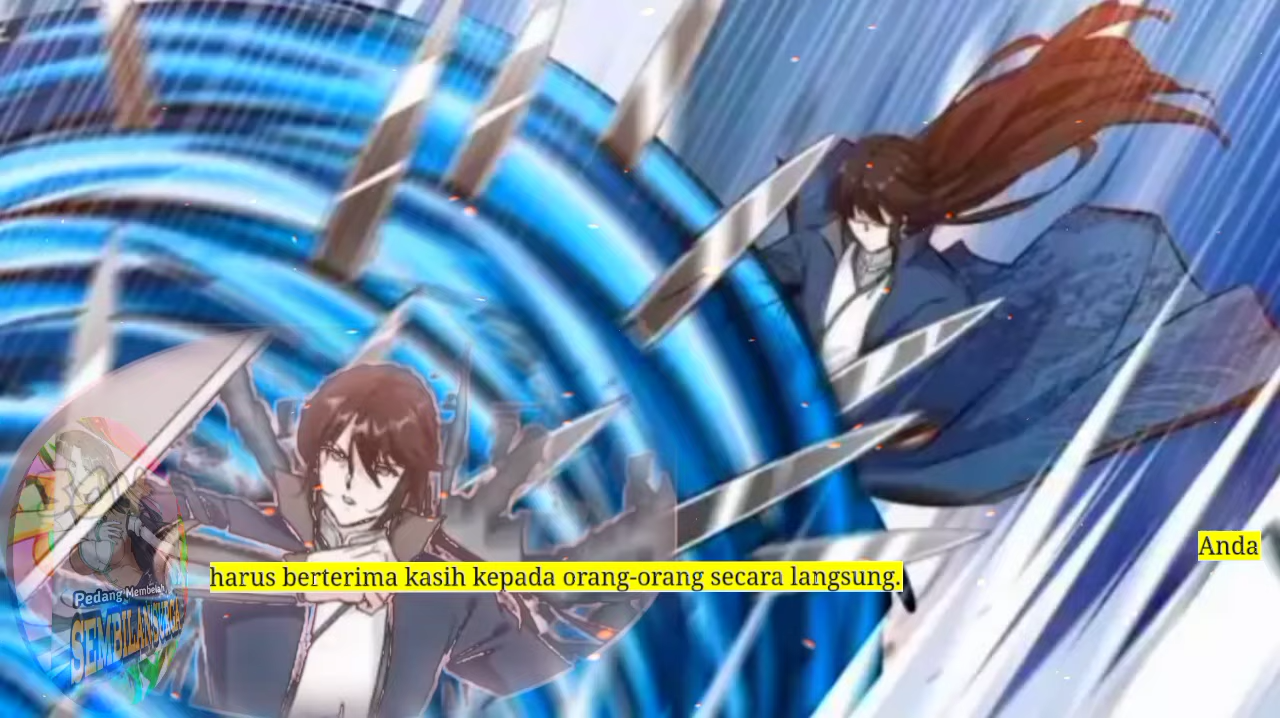 Anda
harus berterima kasih kepada orang-orang secara langsung.
Pedang Membelah
SEMBILAN SURGA